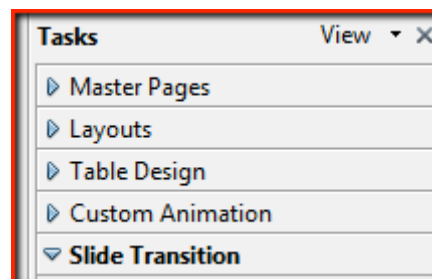 Tasks View
Master Pages
Layouts
Table Design
Custom Animation
Slide Transition